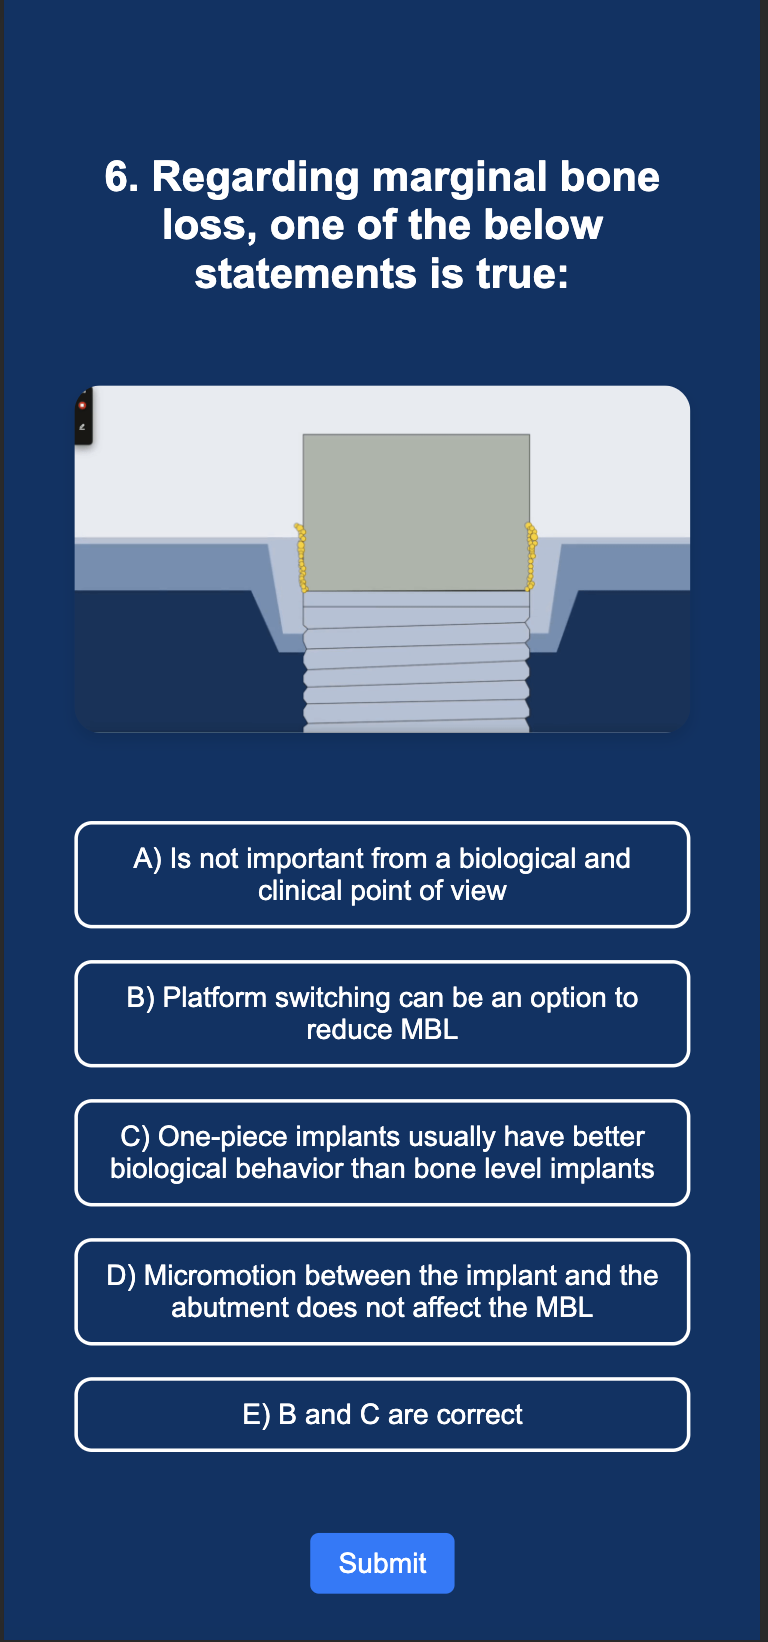 6. Regarding marginal bone
loss, one of the below
statements is true:
A) Is not important from a biological and
clinical point of view
B) Platform switching can be an option to
reduce MBL
C) One-piece implants usually have better
biological behavior than bone level implants
D) Micromotion between the implant and the
abutment does not affect the MBL
E) B and C are correct
Submit